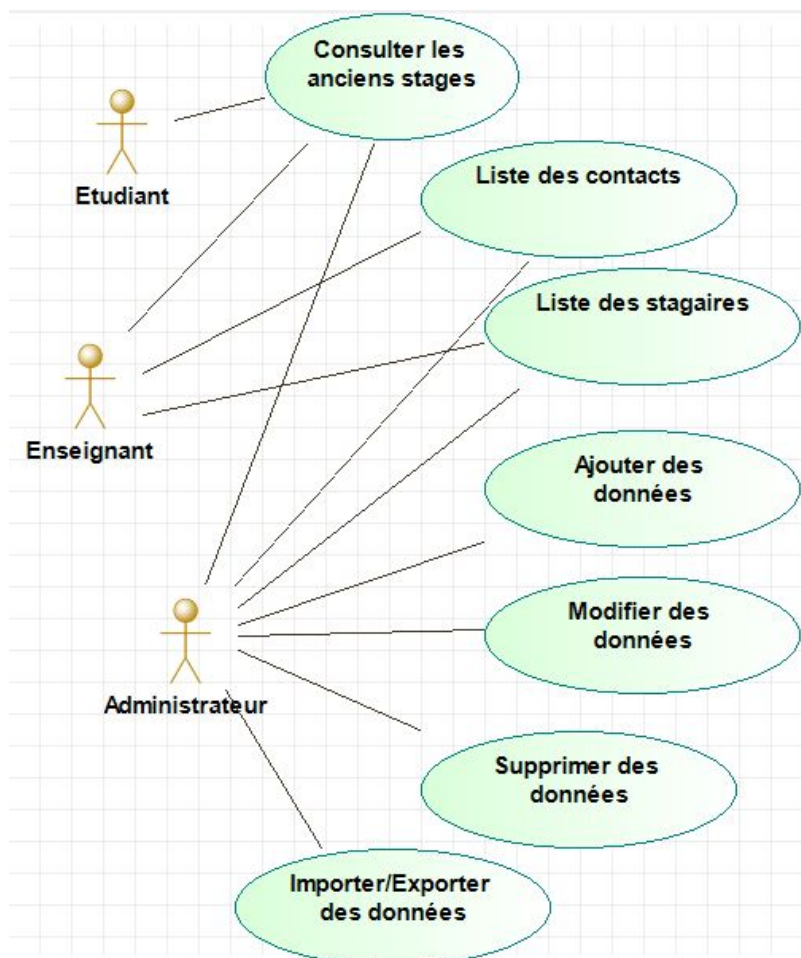 Consulter les
anciens stages
Etudiant
Liste des contacts
Liste des stagaires
Enseignant
Ajouter des
données
Modifier des
données
Administrateur
Supprimer des
données
Importer/Exporter
des données